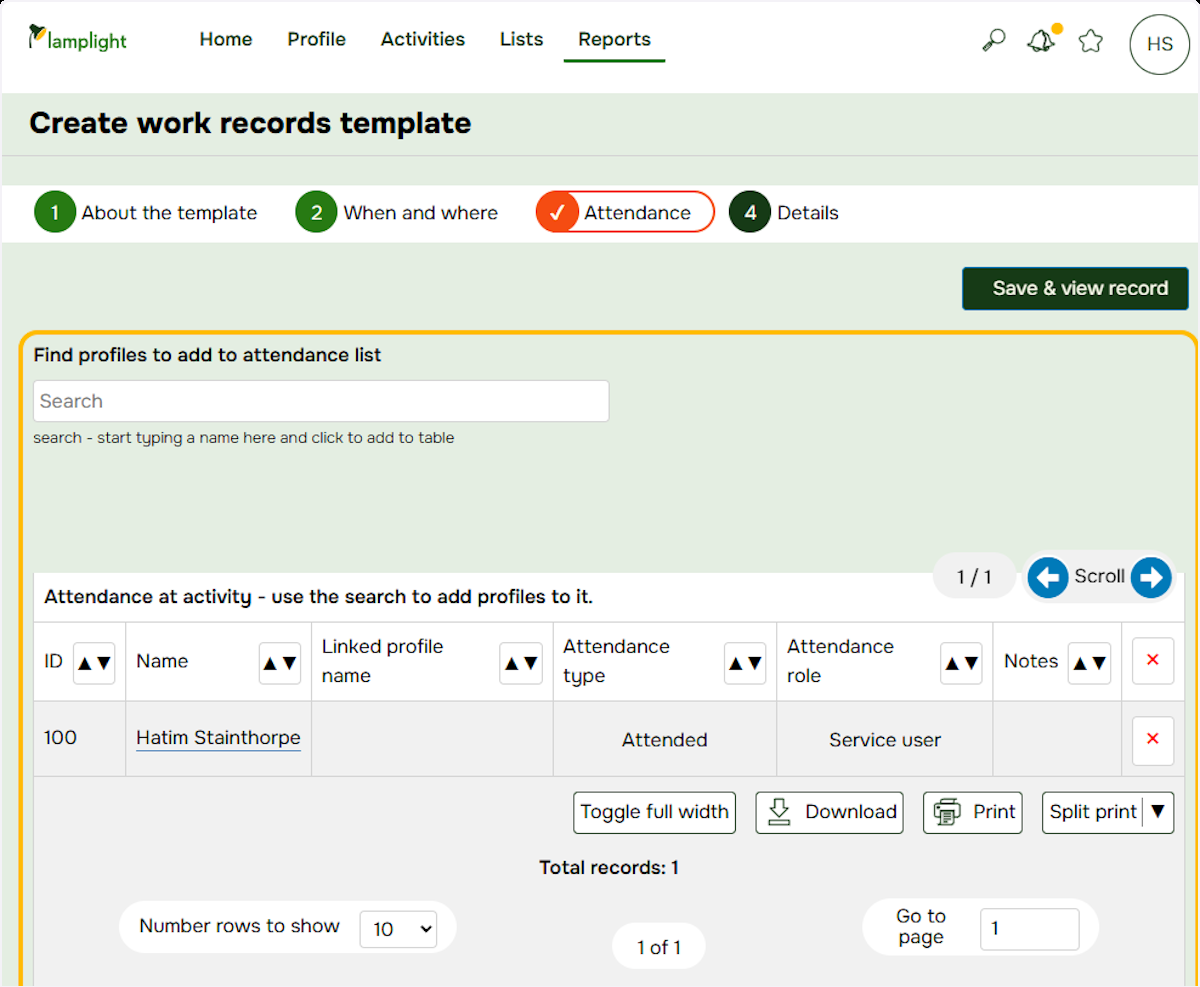 lamplight
Home Profile Activities Lists Reports
HS
Create work records template
1 About the template 2 When and where ✓ Attendance 4 Details
Save & view record
Find profiles to add to attendance list
Search
search - start typing a name here and click to add to table
1 / 1 Scroll
Attendance at activity - use the search to add profiles to it.
ID ▲▼ Name ▲▼ Linked profile name ▲▼ Attendance type ▲▼ Attendance role ▲▼ Notes ▲▼ ×
100 Hatim Stainthorpe Attended Service user ×
Toggle full width Download Print Split print ▼
Total records: 1
Number rows to show 10
1 of 1
Go to page 1